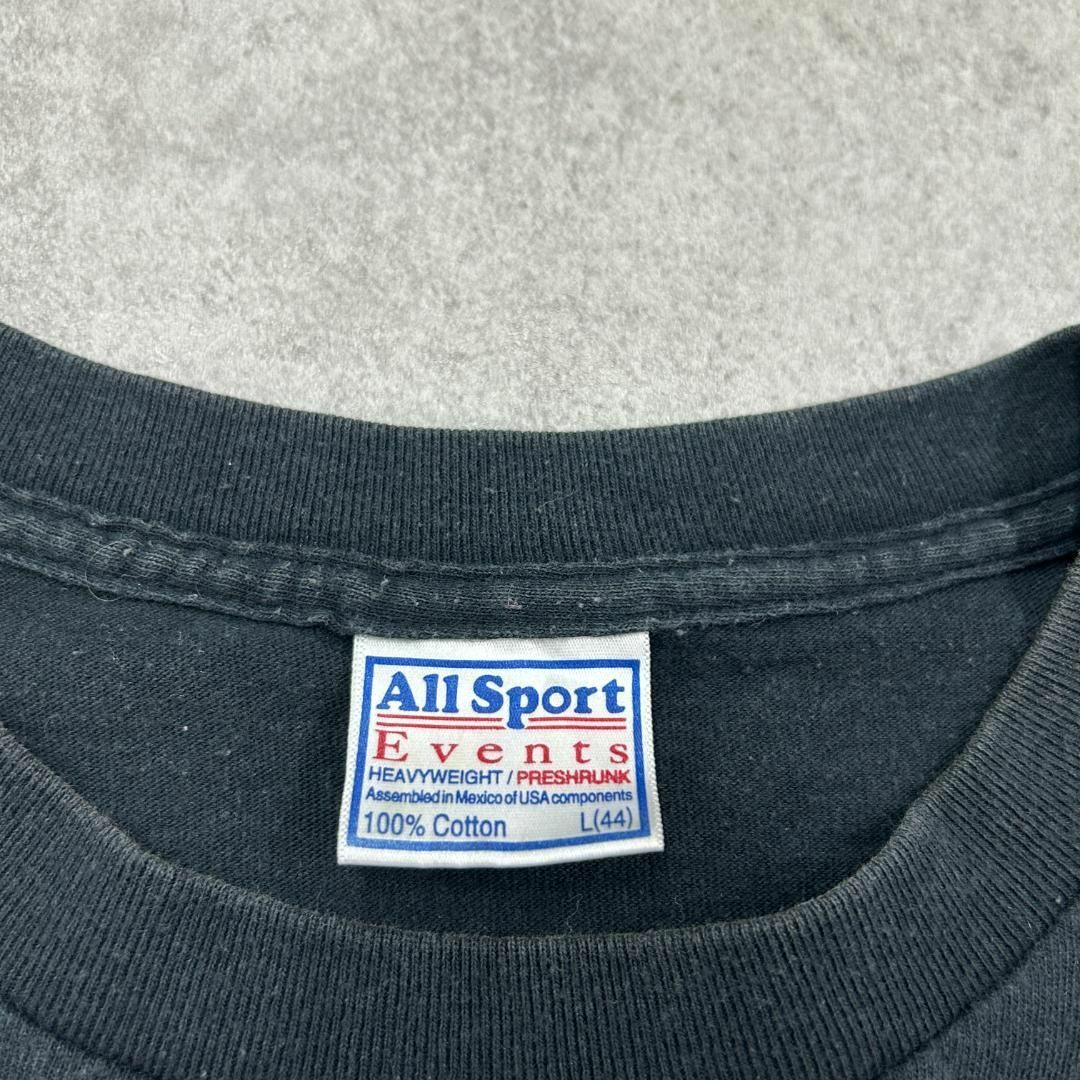 All Sport
Events
HEAVYWEIGHT / PRESHRUNK
Assembled in Mexico of USA components
100% Cotton L(44)